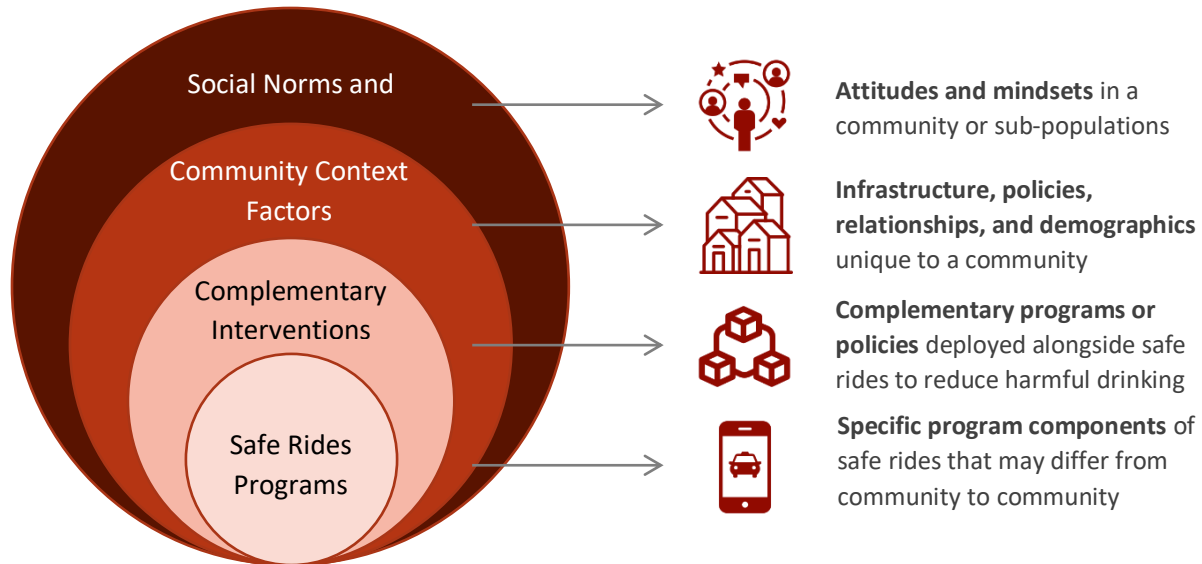 Social Norms and
Attitudes and mindsets in a
community or sub-populations
Community Context
Factors
Infrastructure, policies,
relationships, and demographics
unique to a community
Complementary
Interventions
Complementary programs or
policies deployed alongside safe
rides to reduce harmful drinking
Safe Rides
Programs
Specific program components of
safe rides that may differ from
community to community